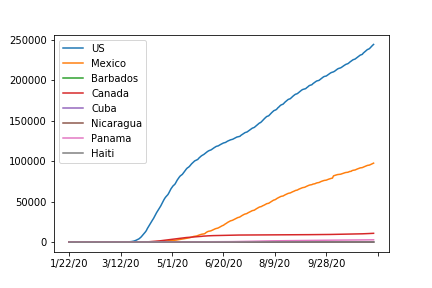 250000
200000
150000
100000
50000
0
US
Mexico
Barbados
Canada
Cuba
Nicaragua
Panama
Haiti
1/22/20 3/12/20 5/1/20 6/20/20 8/9/20 9/28/20